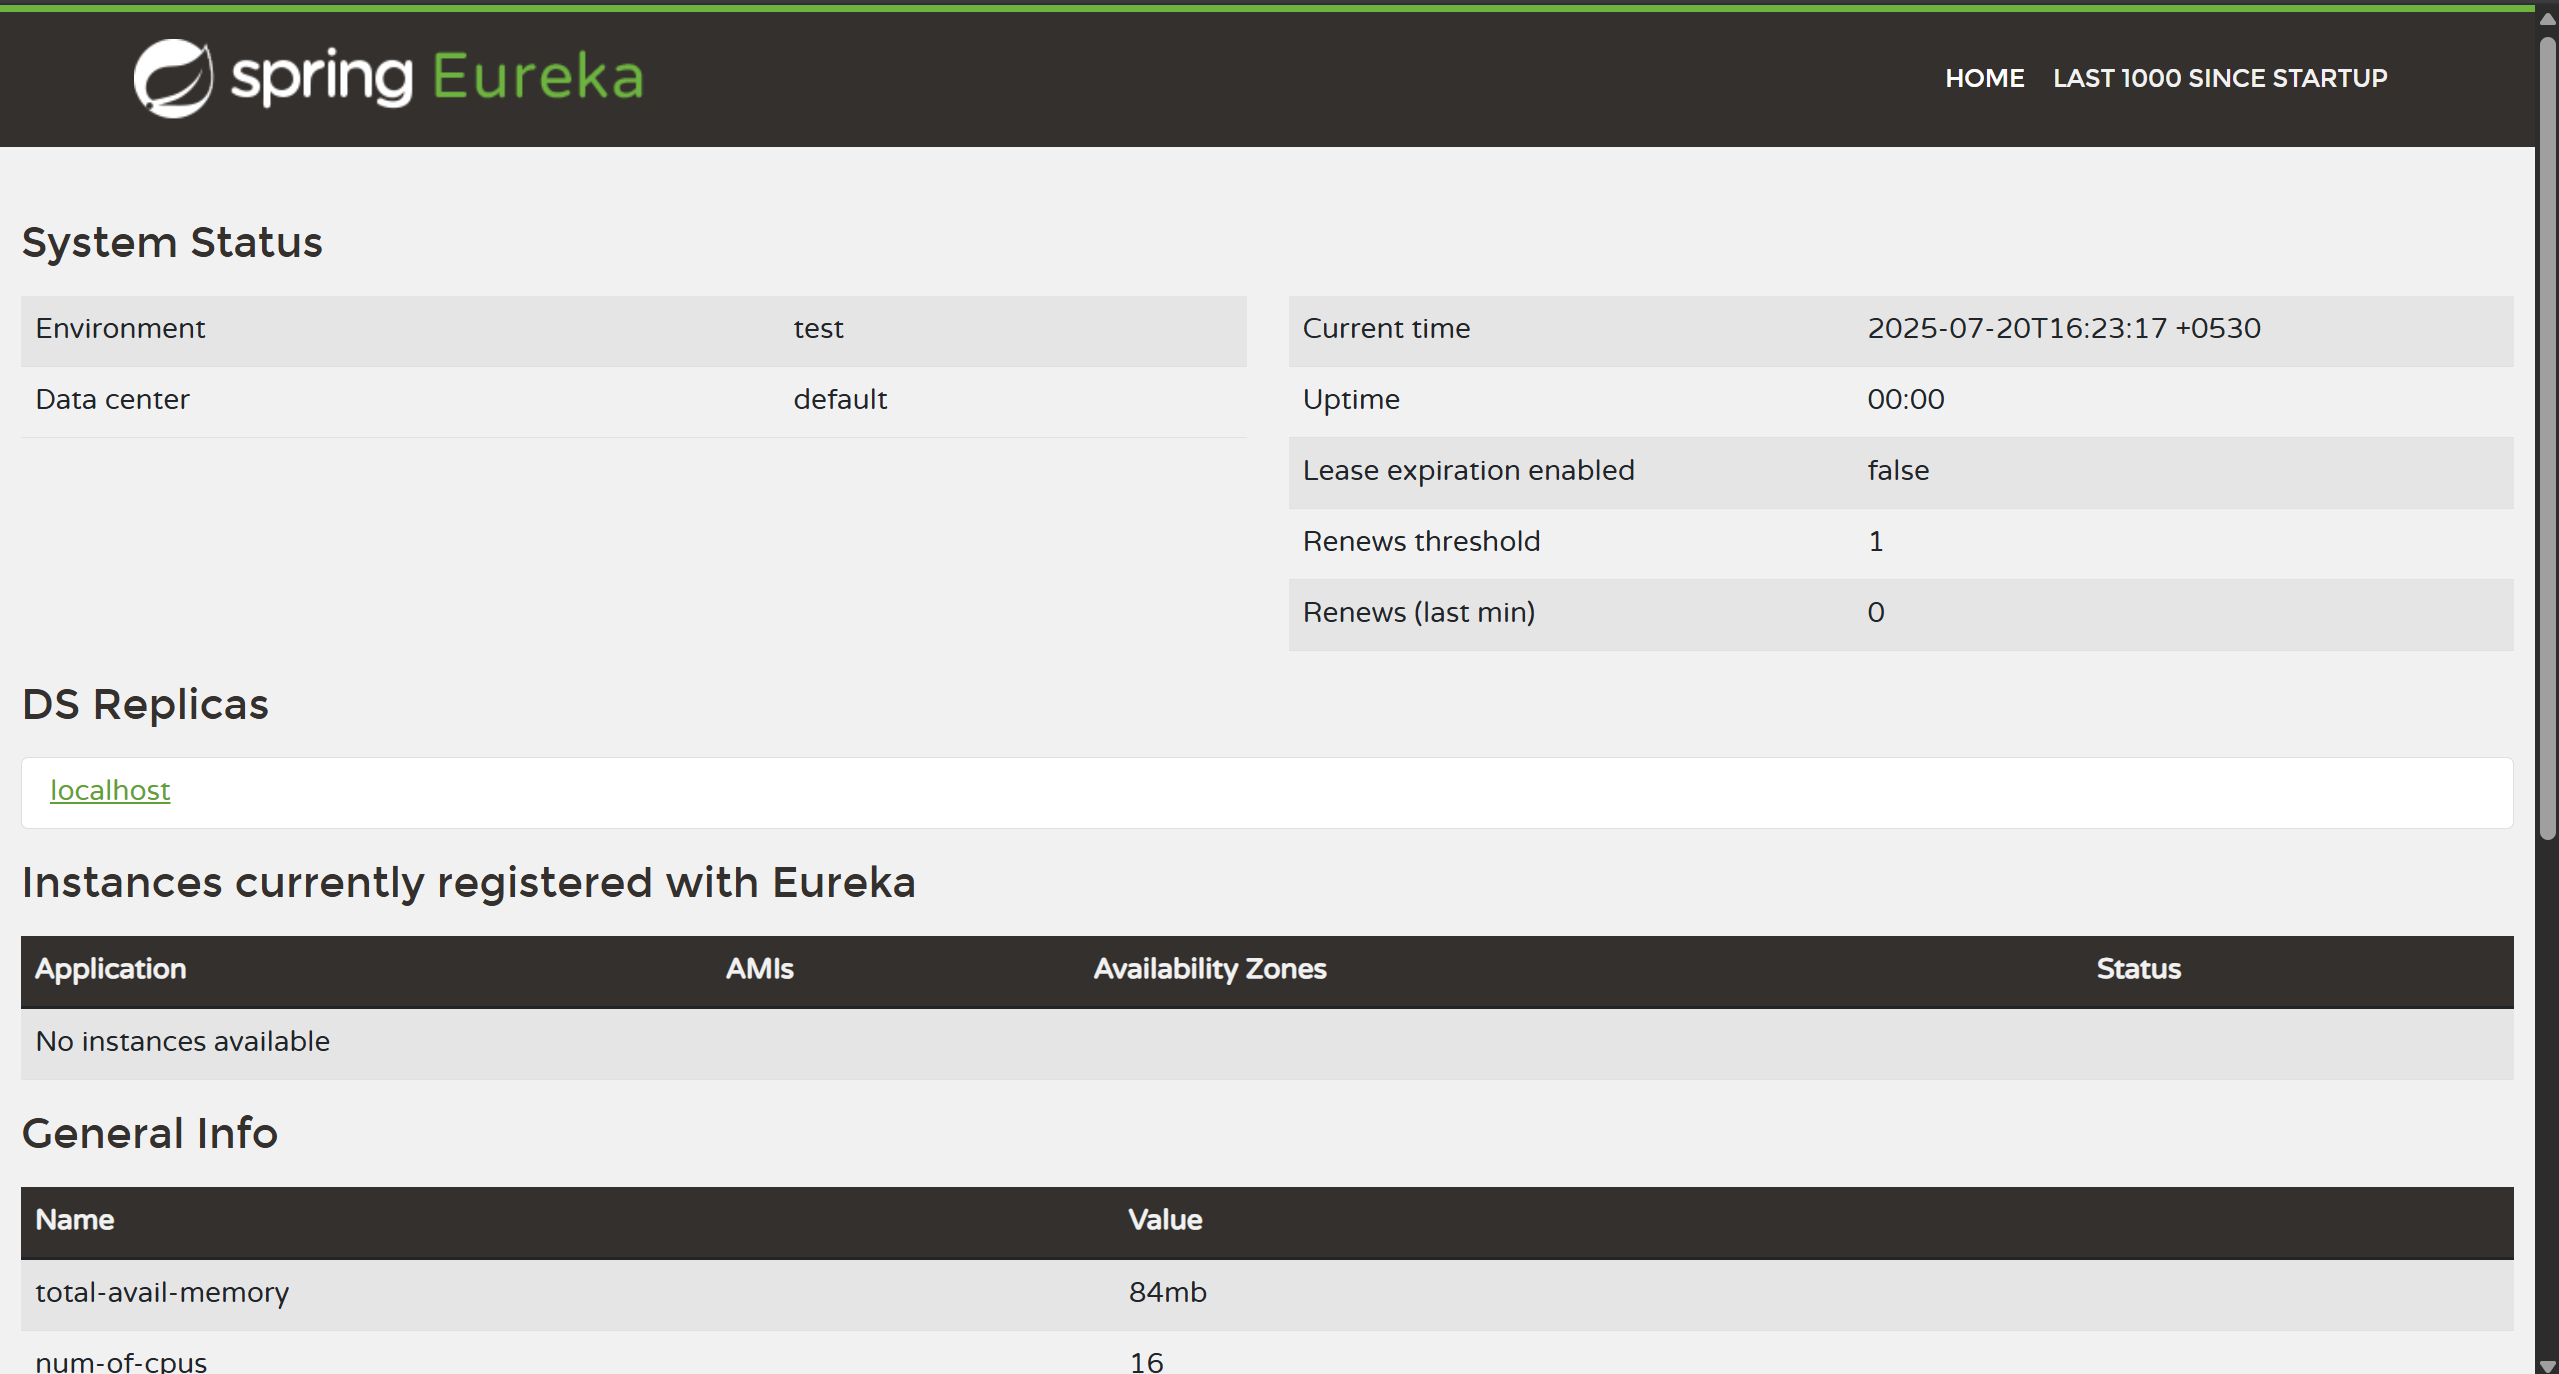 spring Eureka
HOME LAST 1000 SINCE STARTUP
System Status
Environment test
Data center default
Current time 2025-07-20T16:23:17 +0530
Uptime 00:00
Lease expiration enabled false
Renews threshold 1
Renews (last min) 0
DS Replicas
localhost
Instances currently registered with Eureka
Application AMIs Availability Zones Status
No instances available
General Info
Name Value
total-avail-memory 84mb
num-of-cpus 16